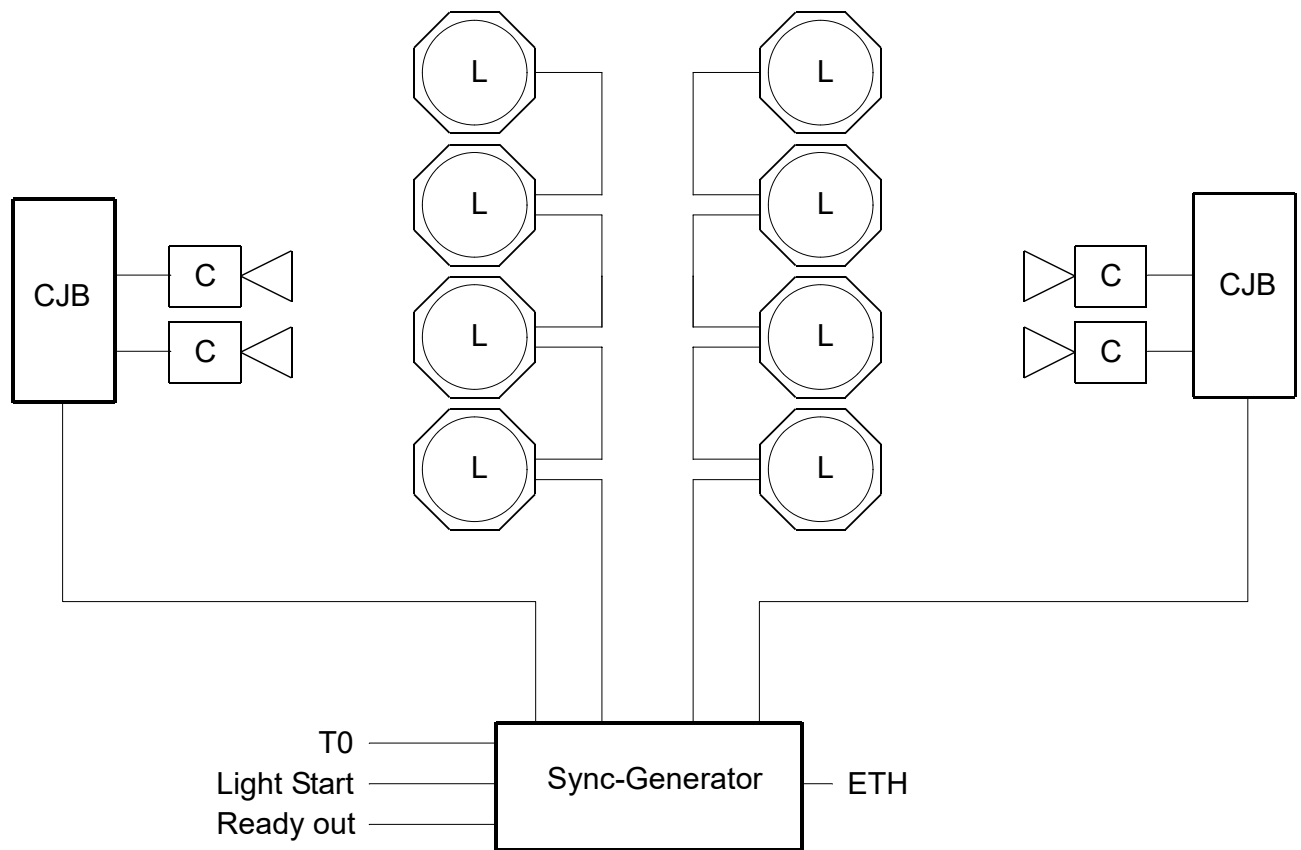 L L
L L
CJB C C CJB
C C
L L
L L
T0
Light Start Sync-Generator ETH
Ready out